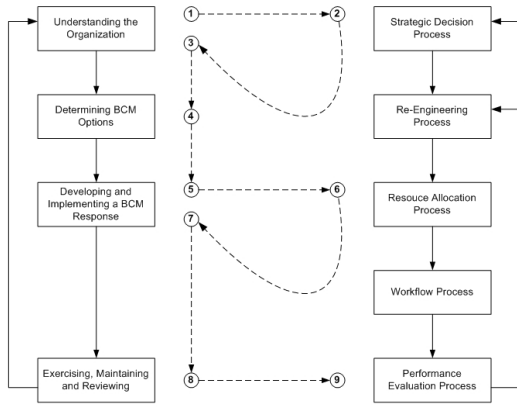 Understanding the
Organization
1
2
Strategic Decision
Process
3
Determining BCM
Options
4
Re-Engineering
Process
Developing and
Implementing a BCM
Response
5
6
Resouce Allocation
Process
7
Workflow Process
Exercising, Maintaining
and Reviewing
8
9
Performance
Evaluation Process